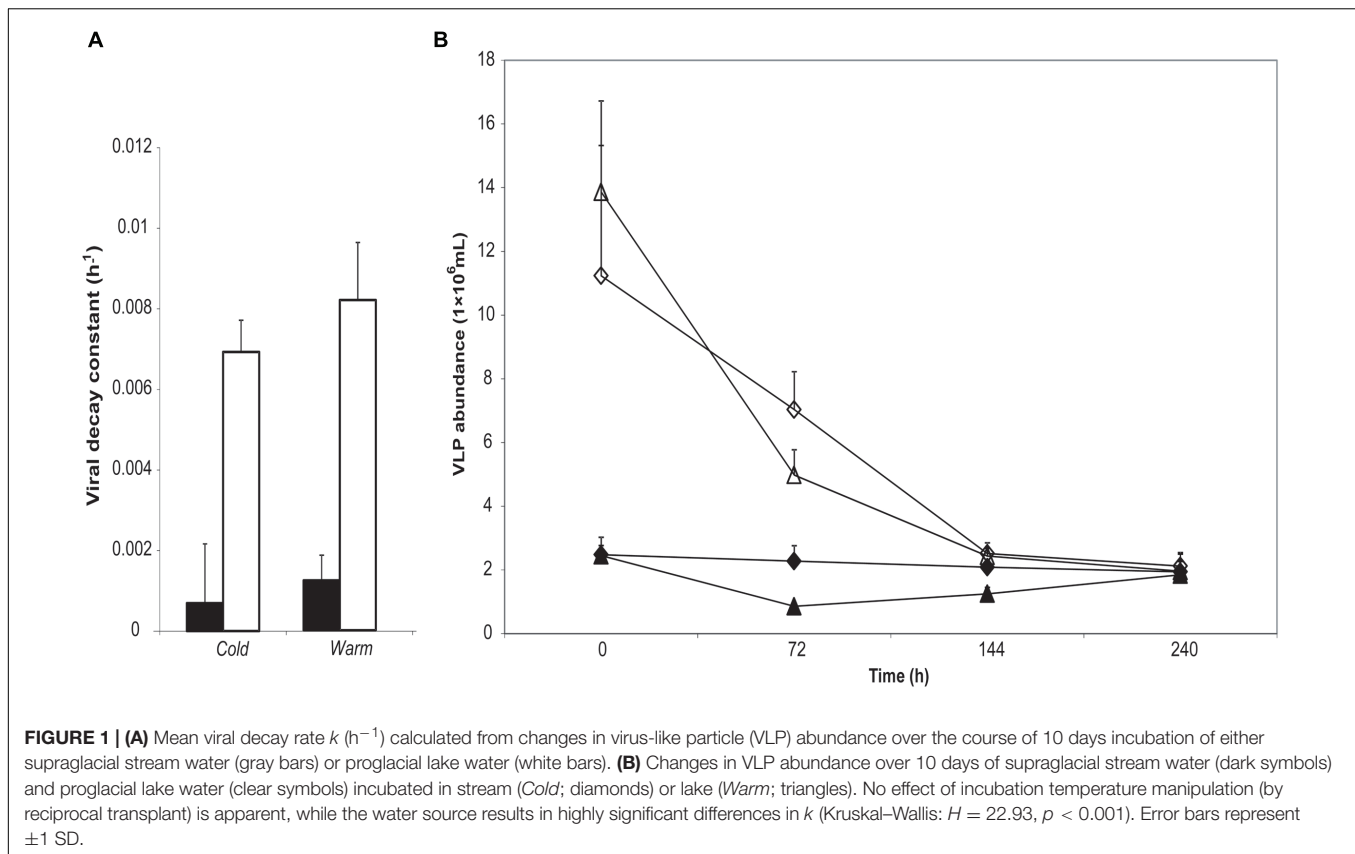 A
B
0.012
0.01
0.008
0.006
0.004
0.002
0
Viral decay constant (h-1)
Cold
Warm
18
16
14
12
10
8
6
4
2
0
VLP abundance (1×10⁶mL)
0
72
144
240
Time (h)
FIGURE 1 | (A) Mean viral decay rate k (h−1) calculated from changes in virus-like particle (VLP) abundance over the course of 10 days incubation of either
supraglacial stream water (gray bars) or proglacial lake water (white bars). (B) Changes in VLP abundance over 10 days of supraglacial stream water (dark symbols)
and proglacial lake water (clear symbols) incubated in stream (Cold; diamonds) or lake (Warm; triangles). No effect of incubation temperature manipulation (by
reciprocal transplant) is apparent, while the water source results in highly significant differences in k (Kruskal–Wallis: H = 22.93, p < 0.001). Error bars represent
±1 SD.